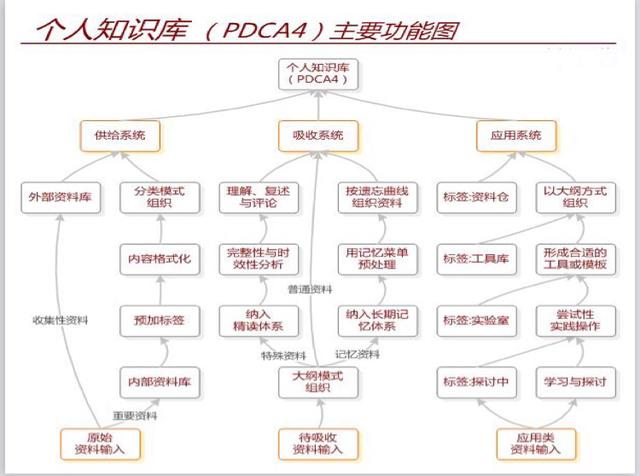 个人知识库（PDCA4）主要功能图
个人知识库
（PDCA4）
供给系统
吸收系统
应用系统
外部资料库
分类模式
组织
理解、复述
与评论
按遗忘曲线
组织资料
标签:资料仓
以大纲方式
组织
内容格式化
完整性与时
效性分析
用记忆菜单
预处理
标签:工具库
形成合适的
工具或模板
普通资料
收集性资料
预加标签
纳入
精读体系
纳入长期记
忆体系
标签:实验室
尝试性
实践操作
特殊资料
记忆资料
内部资料库
大纲模式
组织
标签:探讨中
学习与探讨
重要资料
原始
资料输入
待吸收
资料输入
应用类
资料输入